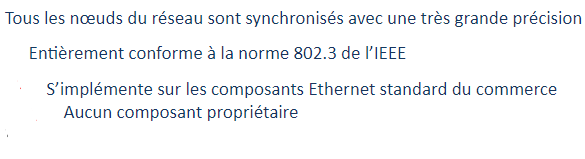 Tous les nœuds du réseau sont synchronisés avec une très grande précision
Entièrement conforme à la norme 802.3 de l’IEEE
S’implémente sur les composants Ethernet standard du commerce
Aucun composant propriétaire